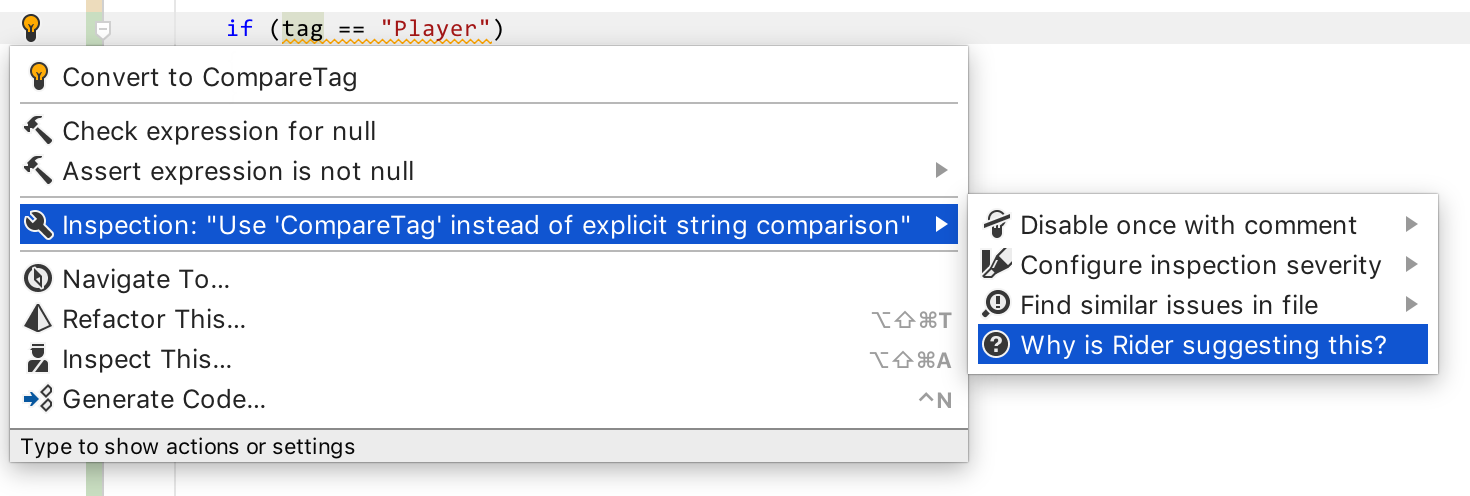 if (tag == "Player")
Convert to CompareTag
Check expression for null
Assert expression is not null
Inspection: "Use 'CompareTag' instead of explicit string comparison"
Navigate To...
Refactor This... ⌥⇧⌘T
Inspect This... ⌥⇧⌘A
Generate Code... ^N
Type to show actions or settings
Disable once with comment
Configure inspection severity
Find similar issues in file
Why is Rider suggesting this?